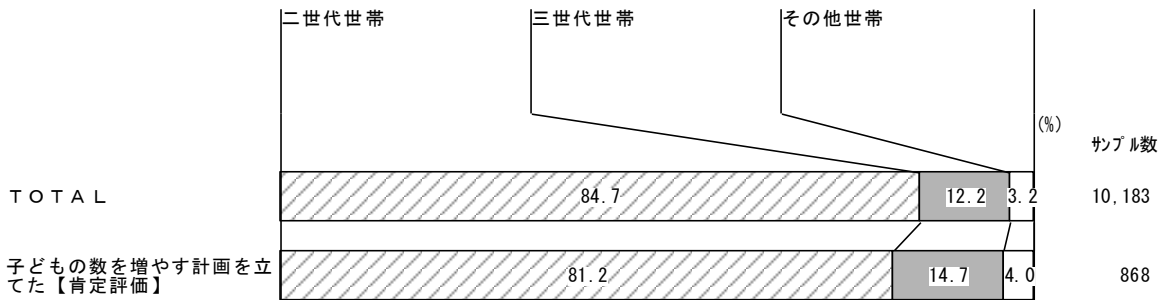 二世代世帯 三世代世帯 その他世帯
(%)
ｻﾝﾌﾟﾙ数
ＴＯＴＡＬ 84.7 12.2 3.2 10,183
子どもの数を増やす計画を立
てた【肯定評価】 81.2 14.7 4.0 868